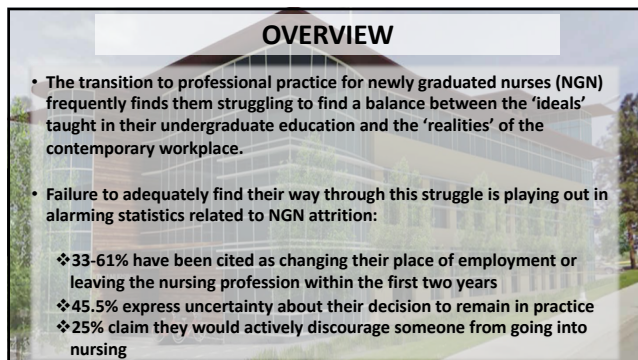 OVERVIEW
• The transition to professional practice for newly graduated nurses (NGN)
frequently finds them struggling to find a balance between the ‘ideals’
taught in their undergraduate education and the ‘realities’ of the
contemporary workplace.
• Failure to adequately find their way through this struggle is playing out in
alarming statistics related to NGN attrition:
❖33-61% have been cited as changing their place of employment or
leaving the nursing profession within the first two years
❖45.5% express uncertainty about their decision to remain in practice
❖25% claim they would actively discourage someone from going into
nursing